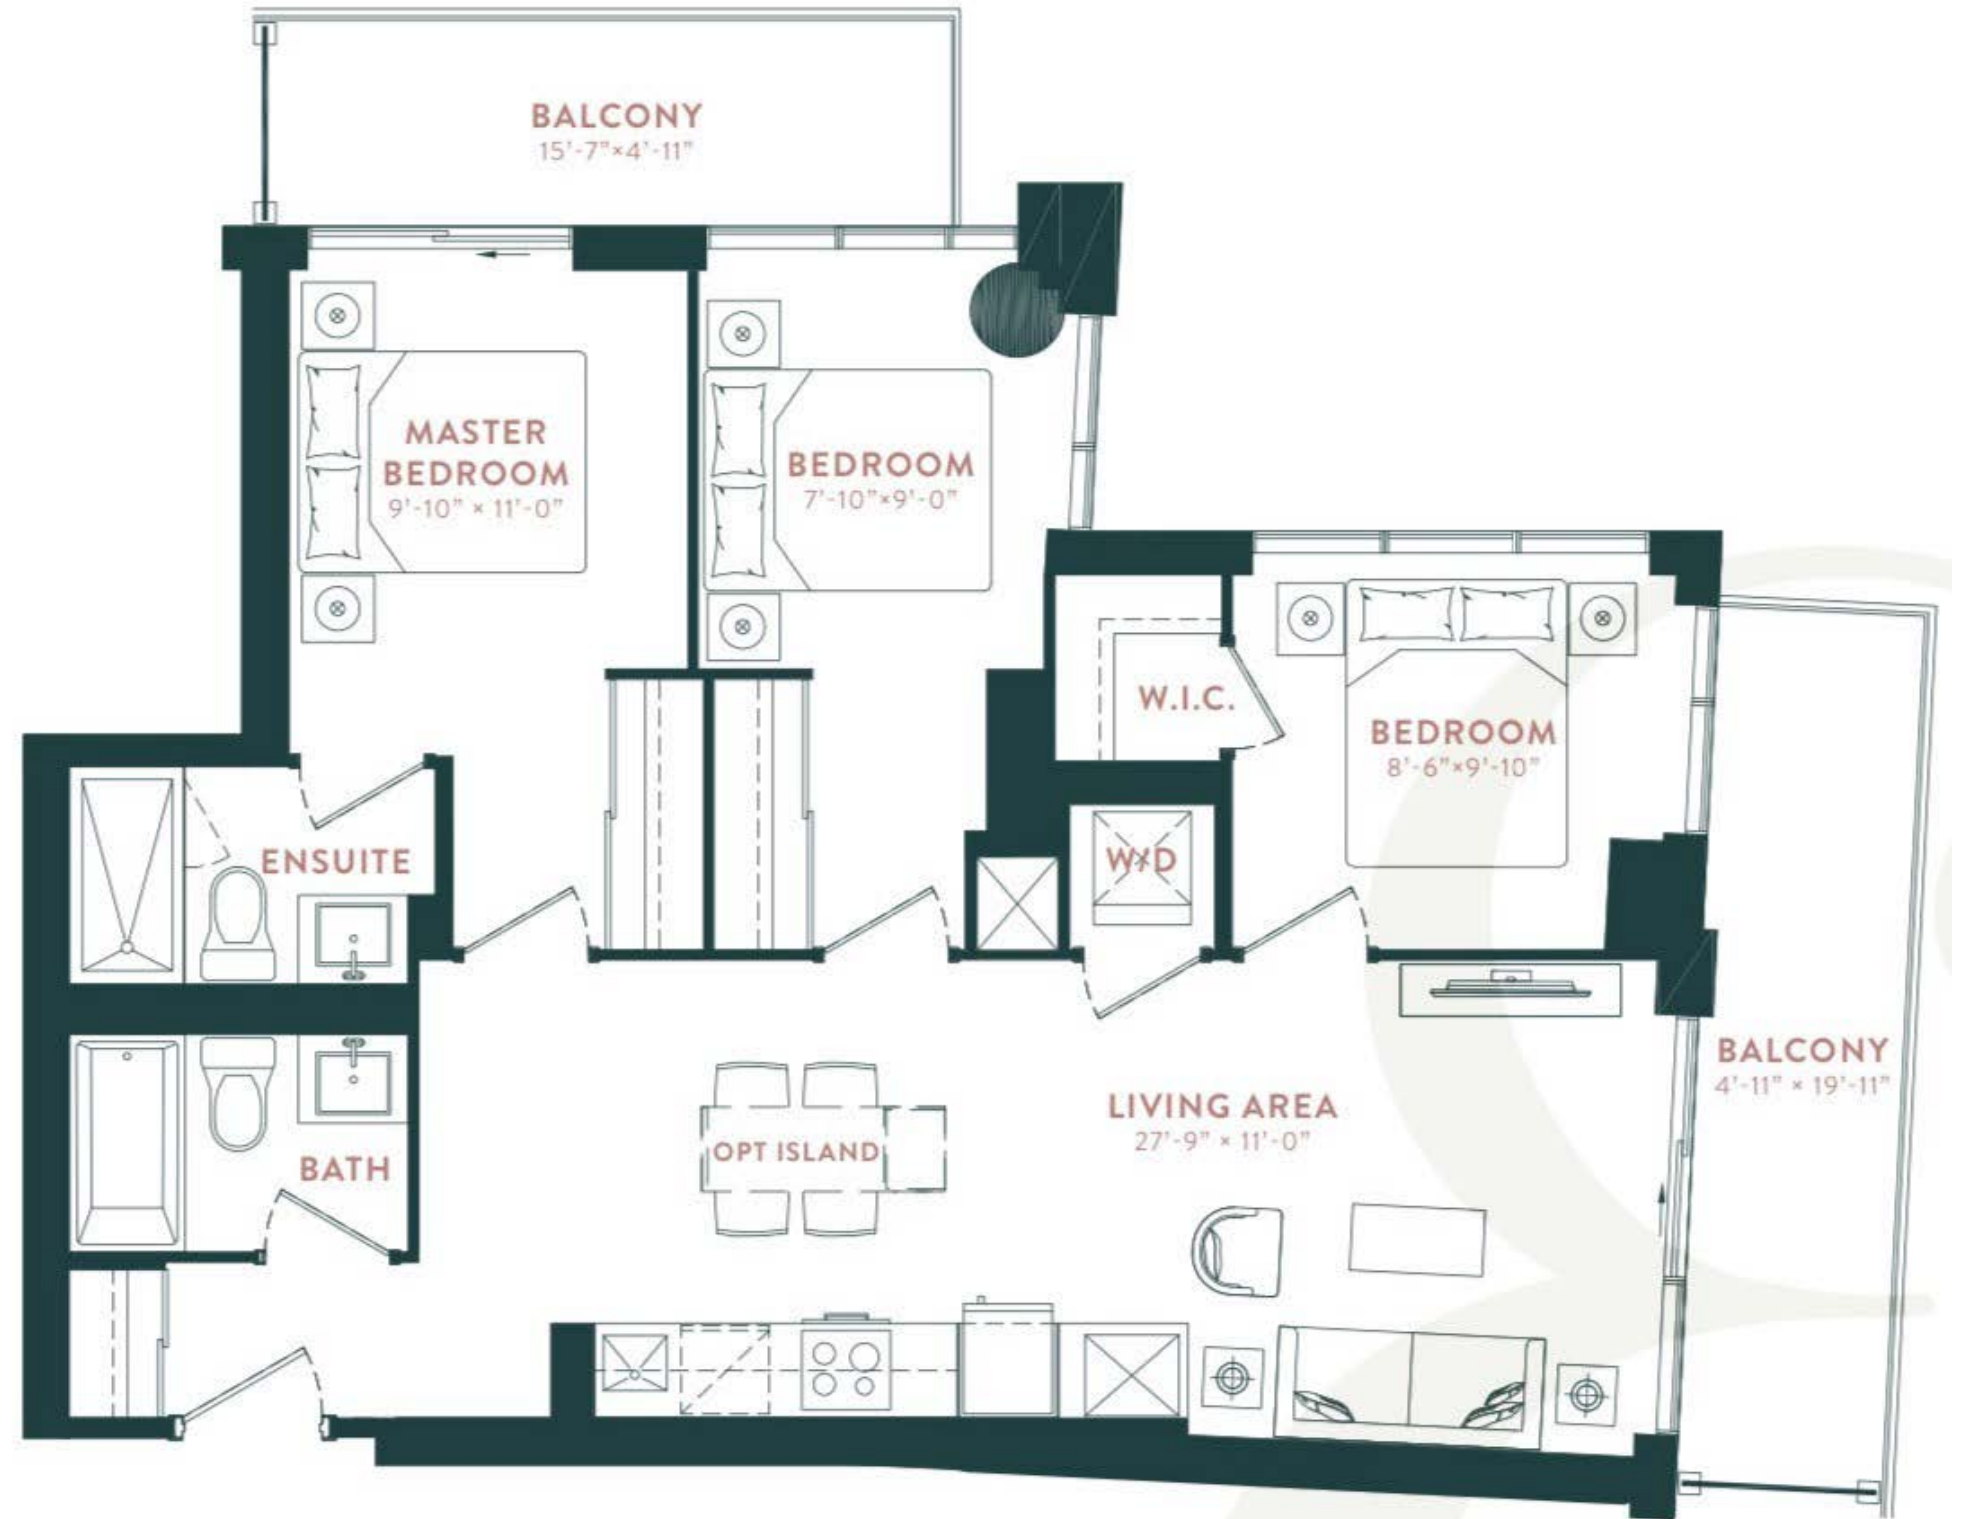 BALCONY
15'-7"×4'-11"
MASTER
BEDROOM
9'-10" × 11'-0"
BEDROOM
7'-10"×9'-0"
W.I.C.
BEDROOM
8'-6"×9'-10"
ENSUITE
W/D
BALCONY
4'-11" × 19'-11"
LIVING AREA
27'-9" × 11'-0"
OPT ISLAND
BATH